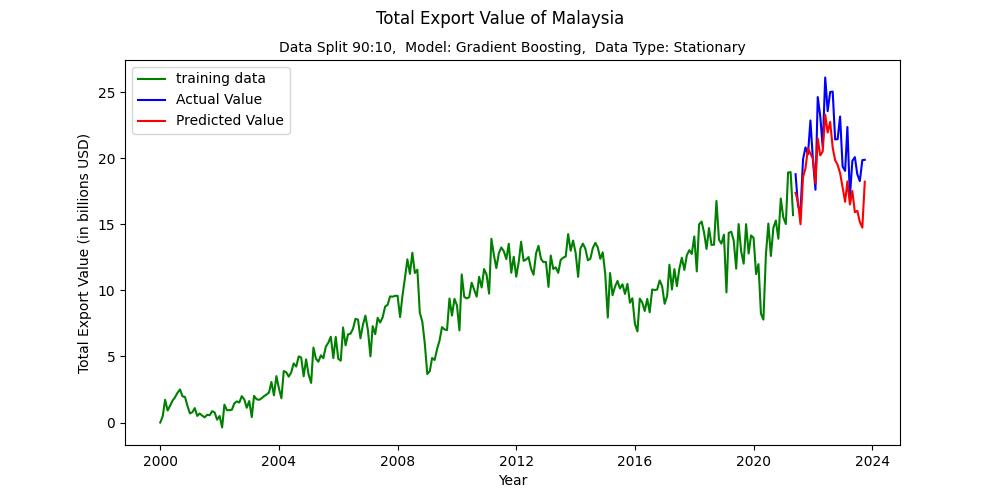 Total Export Value of Malaysia
Data Split 90:10,  Model: Gradient Boosting,  Data Type: Stationary
training data
Actual Value
Predicted Value
Total Export Value (in billions USD)
25
20
15
10
5
0
2000 2004 2008 2012 2016 2020 2024
Year